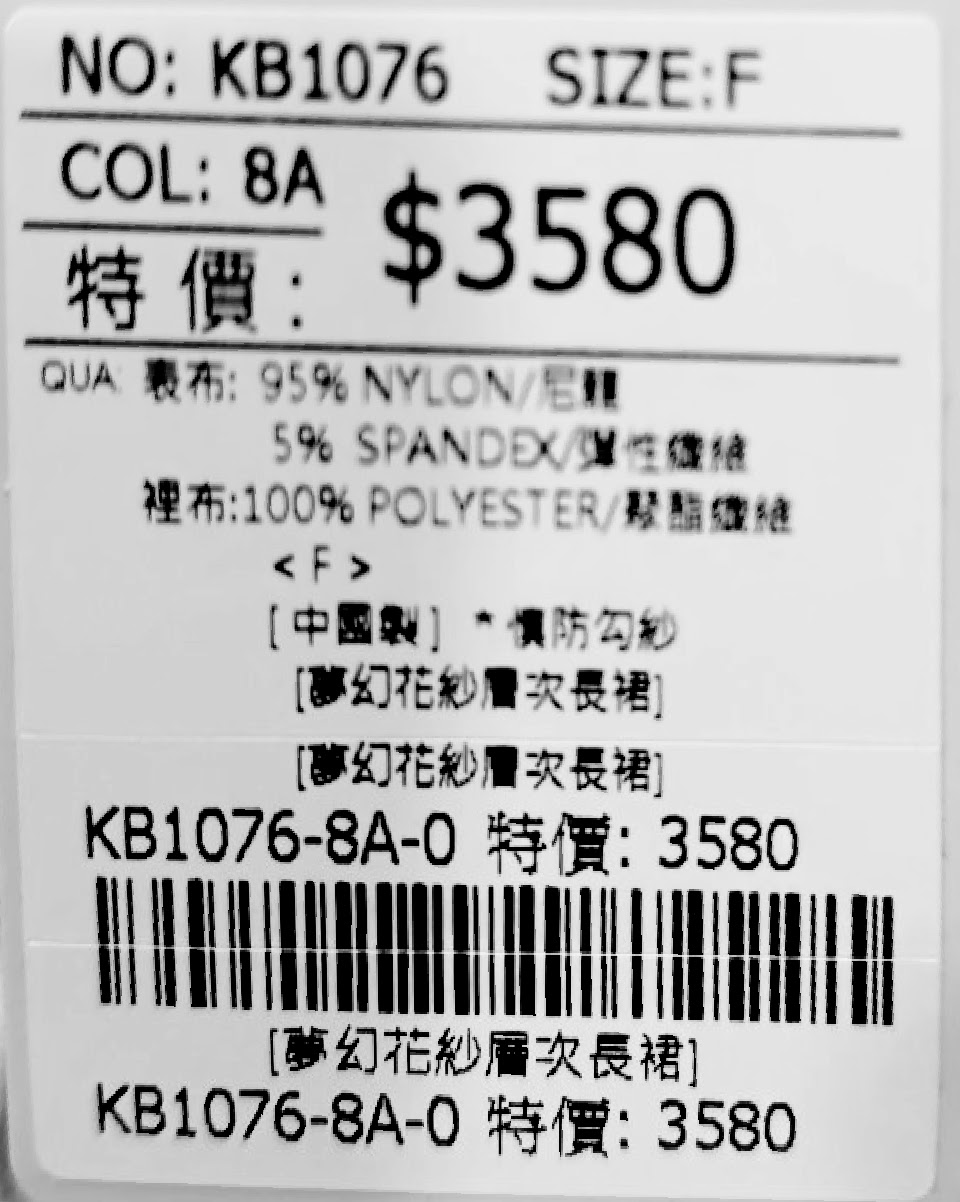 NO: KB1076 SIZE:F
COL: 8A
$3580
特價:
QUA: 表布: 95% NYLON/尼龍
5% SPANDEX/彈性纖維
裡布:100% POLYESTER/聚酯纖維
< F >
[中國製] *慎防勾紗
[夢幻花紗層次長裙]
[夢幻花紗層次長裙]
KB1076-8A-0 特價: 3580
[夢幻花紗層次長裙]
KB1076-8A-0 特價: 3580